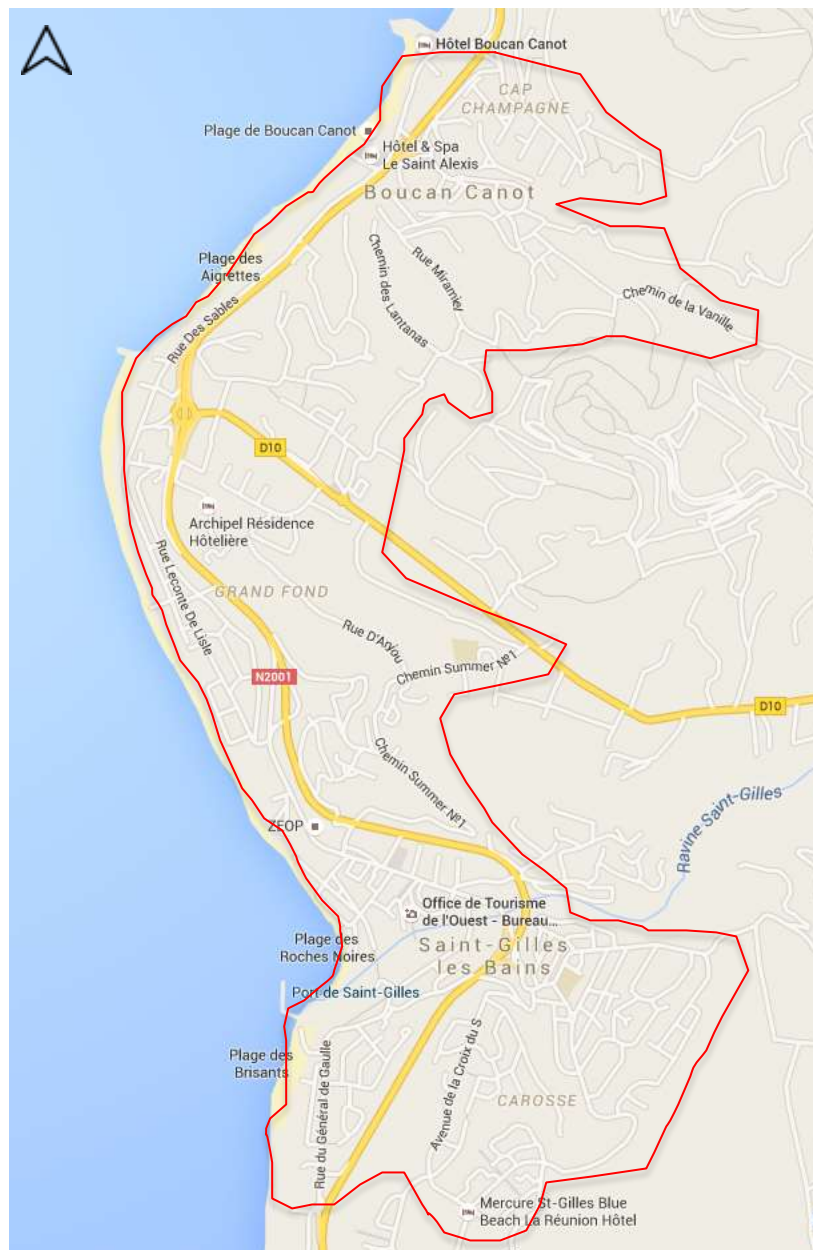 Hôtel Boucan Canot
CAP
CHAMPAGNE
Plage de Boucan Canot
Hôtel & Spa
Le Saint Alexis
Boucan Canot
Plage des
Aigrettes
Chemin des Lantanas
Rue Miramiey
Chemin de la Vanille
Rue Des Sables
D10
Archipel Résidence
Hôtelière
Rue Leconte De Lisle
GRAND FOND
Rue D'Anjou
Chemin Summer №1
N2001
D10
Chemin Summer №1
Ravine Saint-Gilles
ZEOP
Office de Tourisme
de l'Ouest - Bureau...
Plage des
Roches Noires
Saint-Gilles
les Bains
Port de Saint-Gilles
Plage des
Brisants
Rue du Général de Gaulle
Avenue de la Croix du S
CAROSSE
Mercure St-Gilles Blue
Beach La Réunion Hôtel